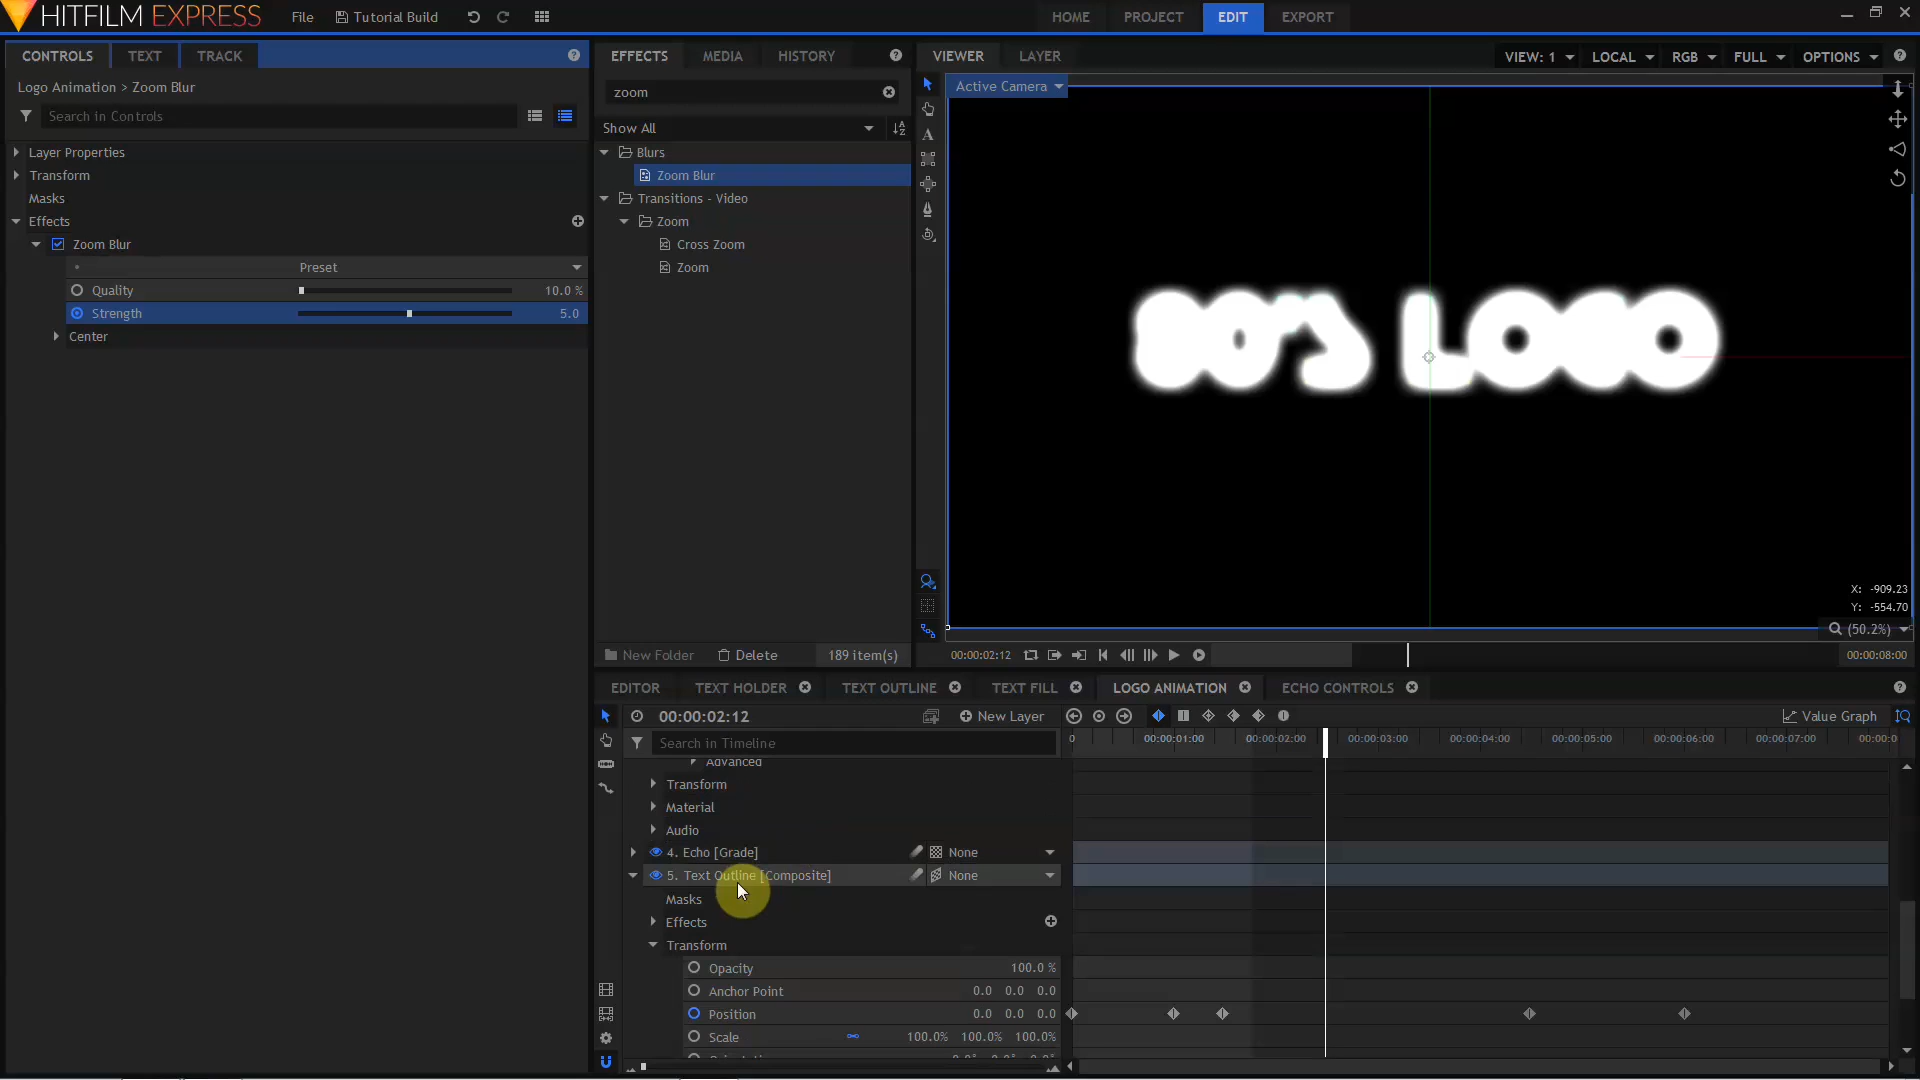 HITFILM EXPRESS File Tutorial Build HOME PROJECT EDIT EXPORT
CONTROLS TEXT TRACK
Logo Animation > Zoom Blur
Search in Controls
Layer Properties
Transform
Masks
Effects
Zoom Blur
Preset
Quality 10.0 %
Strength 5.0
Center
EFFECTS MEDIA HISTORY
zoom
Show All
Blurs
Zoom Blur
Transitions - Video
Zoom
Cross Zoom
Zoom
New Folder Delete 189 item(s)
VIEWER LAYER VIEW: 1 LOCAL RGB FULL OPTIONS
Active Camera
80'S LOGO
X: -909.23
Y: -554.70
(50.2%)
00:00:02:12 00:00:08:00
EDITOR TEXT HOLDER TEXT OUTLINE TEXT FILL LOGO ANIMATION ECHO CONTROLS
00:00:02:12 New Layer Value Graph
Search in Timeline 0 00:00:01:00 00:00:02:00 00:00:03:00 00:00:04:00 00:00:05:00 00:00:06:00 00:00:07:00 00:00:0
Advanced
Transform
Material
Audio
4. Echo [Grade] None
5. Text Outline [Composite] None
Masks
Effects
Transform
Opacity 100.0 %
Anchor Point 0.0 0.0 0.0
Position 0.0 0.0 0.0
Scale 100.0% 100.0% 100.0%